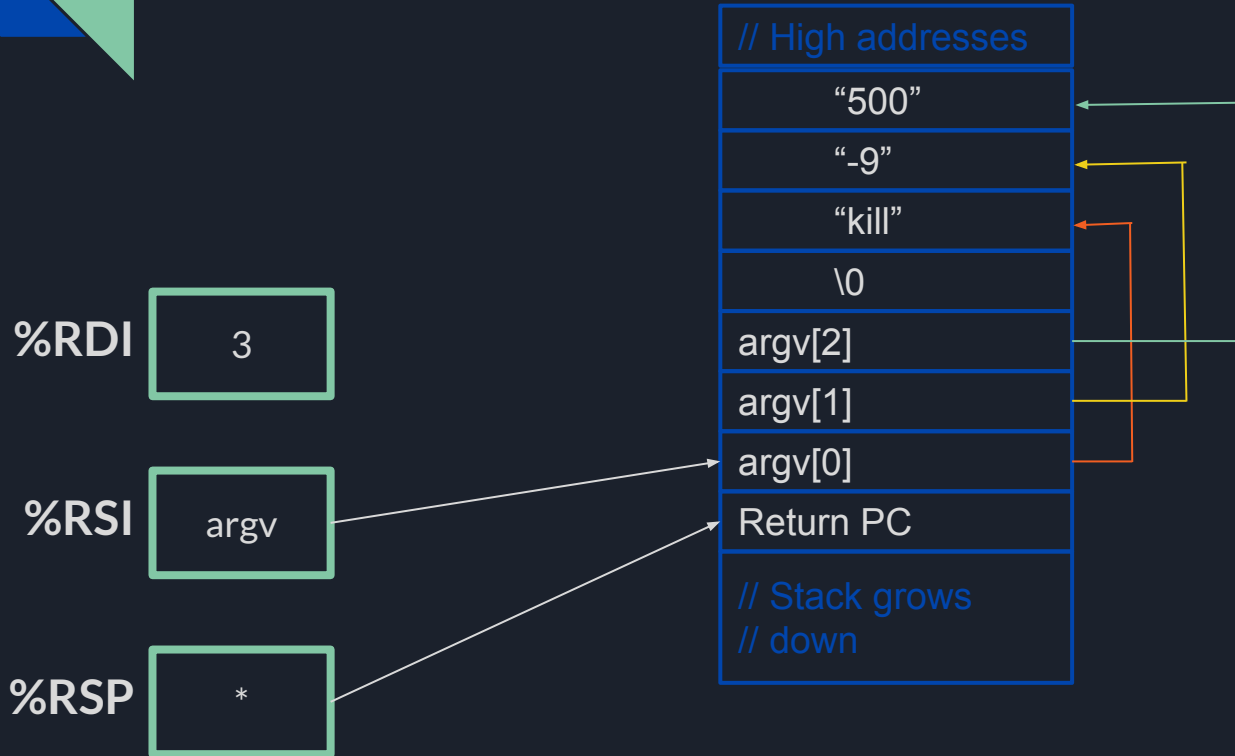 // High addresses
“500”
“-9”
“kill”
\0
argv[2]
argv[1]
argv[0]
Return PC
// Stack grows
// down
%RDI
3
%RSI
argv
%RSP
*